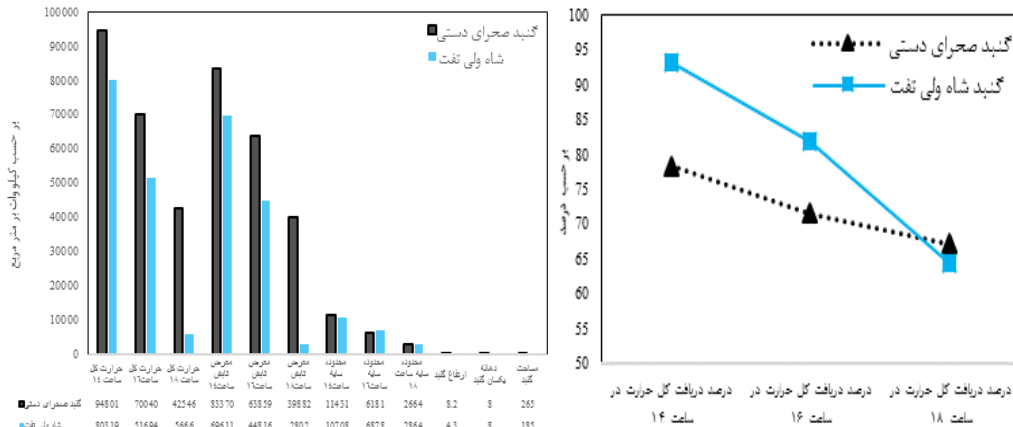 بر حسب کیلووات بر متر مربع
100000
90000
80000
70000
60000
50000
40000
30000
20000
10000
0
گنبد صحرای دستی
شاه ولی تفت
حرارت کل ساعت ۱۴
حرارت کل ساعت۱۶
حرارت کل ساعت ۱۸
معرض تابش ساعت۱۴
معرض تابش ساعت۱۶
معرض تابش ساعت۱۸
محدوده سایه ساعت۱۴
محدوده سایه ساعت۱۶
محدوده سایه ساعت ۱۸
ارتفاع گنبد
دهانه یکسان گنبد
مساحت گنبد
گنبد صحرای دستی 94801 70040 42546 83370 63859 39882 11431 6181 2664 8.2 8 265
شاه ولی تفت 80319 51694 5666 69611 44816 2802 10708 6878 2864 4.3 8 185
بر حسب درصد
100
95
90
85
80
75
70
65
60
55
50
گنبد صحرای دستی
گنبد شاه ولی تفت
درصد دریافت کل حرارت در
ساعت ۱۴
درصد دریافت کل حرارت در
ساعت ۱۶
درصد دریافت کل حرارت در
ساعت ۱۸